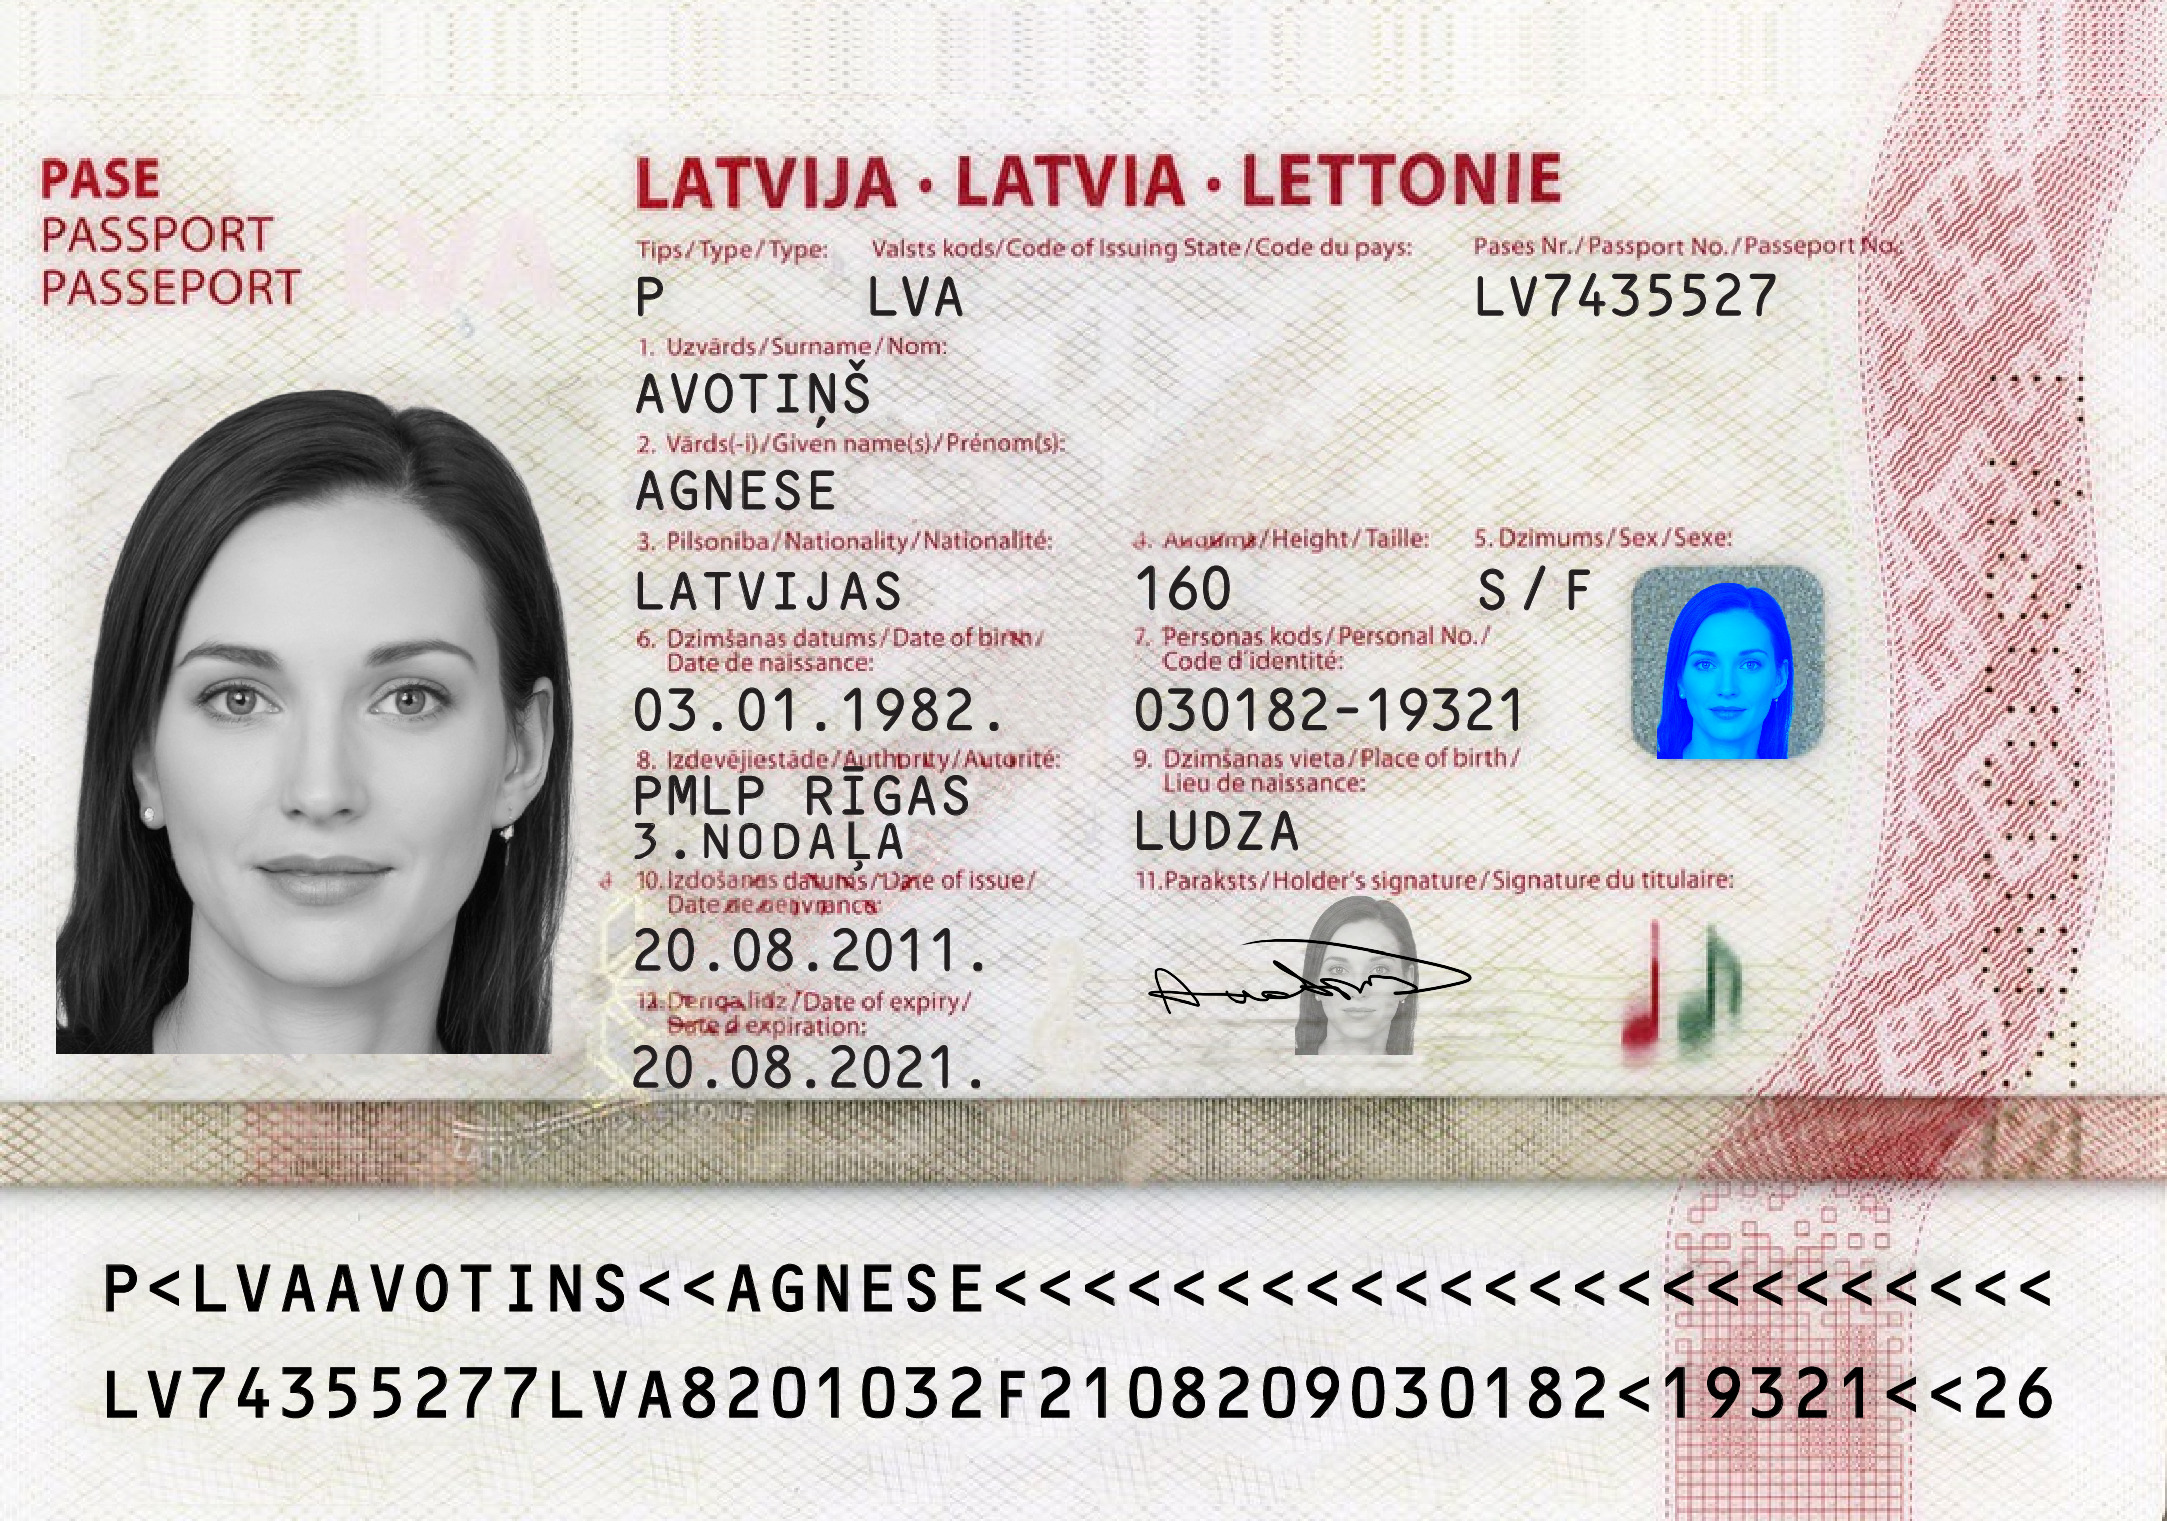 PASE
PASSPORT
PASSEPORT
LVA
LATVIJA · LATVIA · LETTONIE
Tips/Type/Type: Valsts kods/Code of Issuing State/Code du pays: Pases Nr./Passport No./Passeport No.:
P LVA LV7435527
1. Uzvārds/Surname/Nom:
AVOTIŅŠ
2. Vārds(-i)/Given name(s)/Prénom(s):
AGNESE
3. Pilsonība/Nationality/Nationalité: 4. Augums/Height/Taille: 5. Dzimums/Sex/Sexe:
LATVIJAS 160 S/F
6. Dzimšanas datums/Date of birth/ 7. Personas kods/Personal No./
Date de naissance: Code d'identité:
03.01.1982. 030182-19321
8. Izdevējiestāde/Authority/Autorité: 9. Dzimšanas vieta/Place of birth/
Lieu de naissance:
PMLP RĪGAS
3.NODAĻA LUDZA
10. Izdošanas datums/Date of issue/ 11.Paraksts/Holder's signature/Signature du titulaire:
Date de délivrance:
20.08.2011.
12. Derīga līdz/Date of expiry/
Date d'expiration:
20.08.2021.
P<LVAAVOTINS<<AGNESE<<<<<<<<<<<<<<<<<<<<<<<<
LV74355277LVA8201032F2108209030182<19321<<26